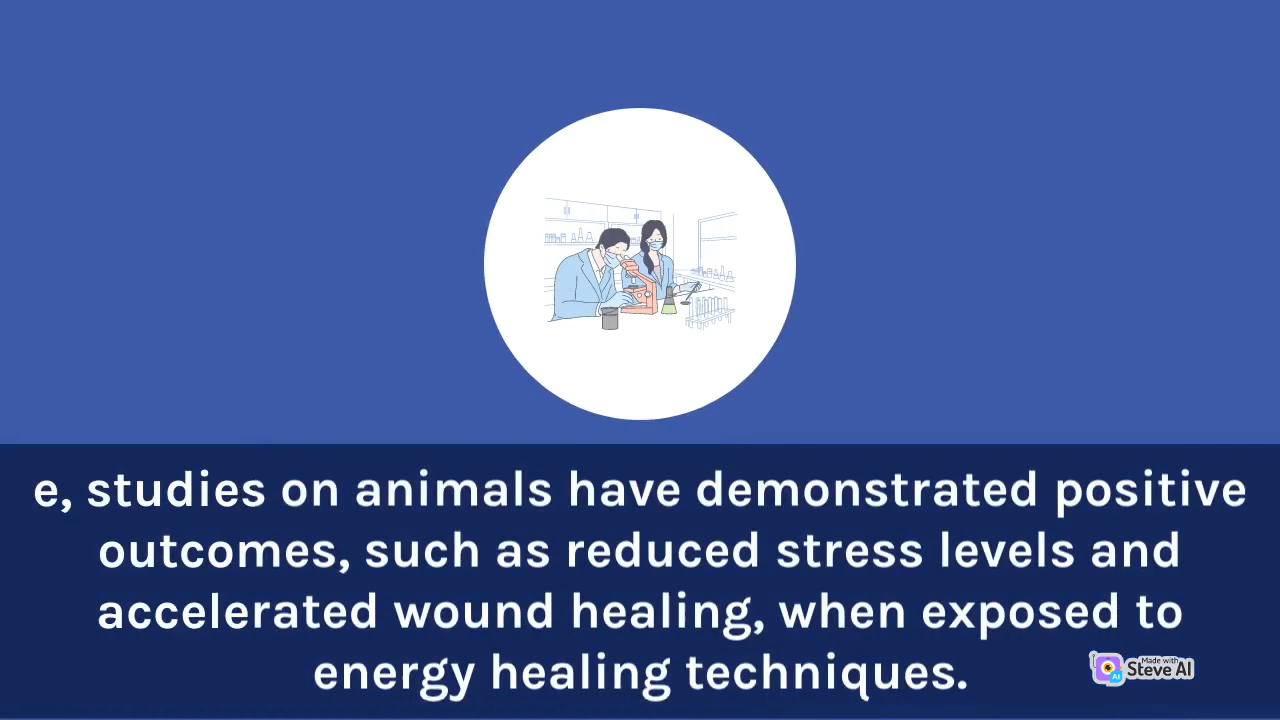 e, studies on animals have demonstrated positive
outcomes, such as reduced stress levels and
accelerated wound healing, when exposed to
energy healing techniques.
Made with
Steve AI
AI